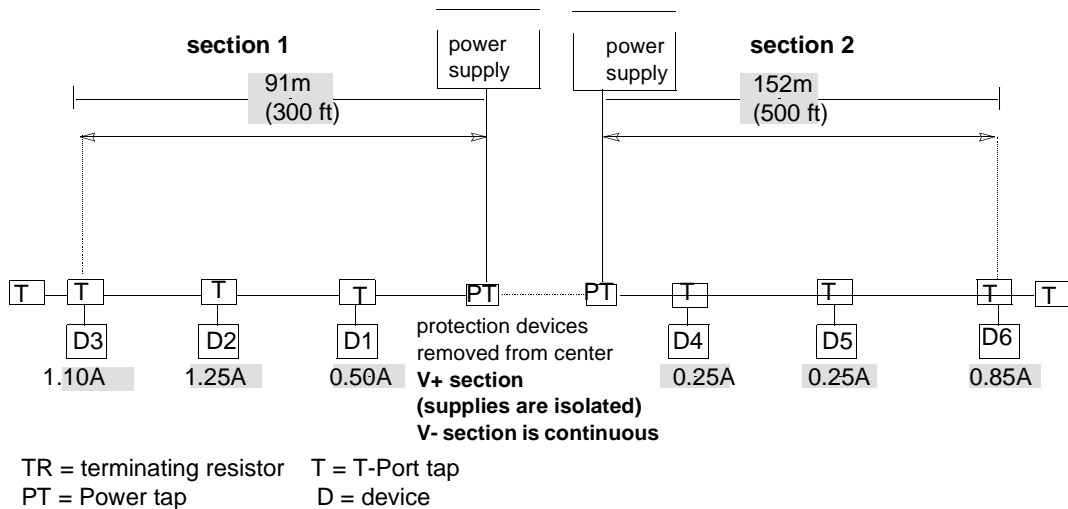 section 1
power
supply
power
supply
section 2
91m
(300 ft)
152m
(500 ft)
T T T T PT PT T T T T
D3 D2 D1 D4 D5 D6
1.10A 1.25A 0.50A 0.25A 0.25A 0.85A
protection devices
removed from center
V+ section
(supplies are isolated)
V- section is continuous
TR = terminating resistor T = T-Port tap
PT = Power tap D = device